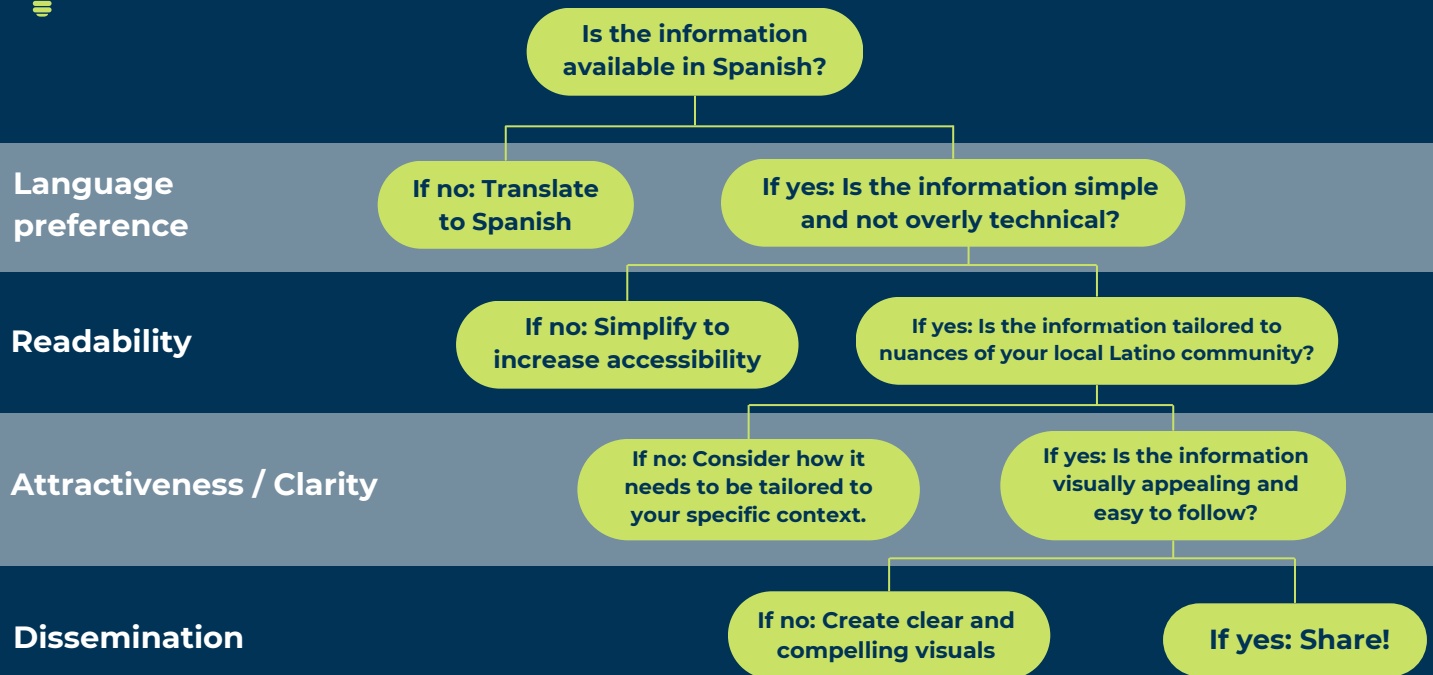 Is the information
available in Spanish?
Language
preference
If no: Translate
to Spanish
If yes: Is the information simple
and not overly technical?
Readability
If no: Simplify to
increase accessibility
If yes: Is the information tailored to
nuances of your local Latino community?
Attractiveness / Clarity
If no: Consider how it
needs to be tailored to
your specific context.
If yes: Is the information
visually appealing and
easy to follow?
Dissemination
If no: Create clear and
compelling visuals
If yes: Share!